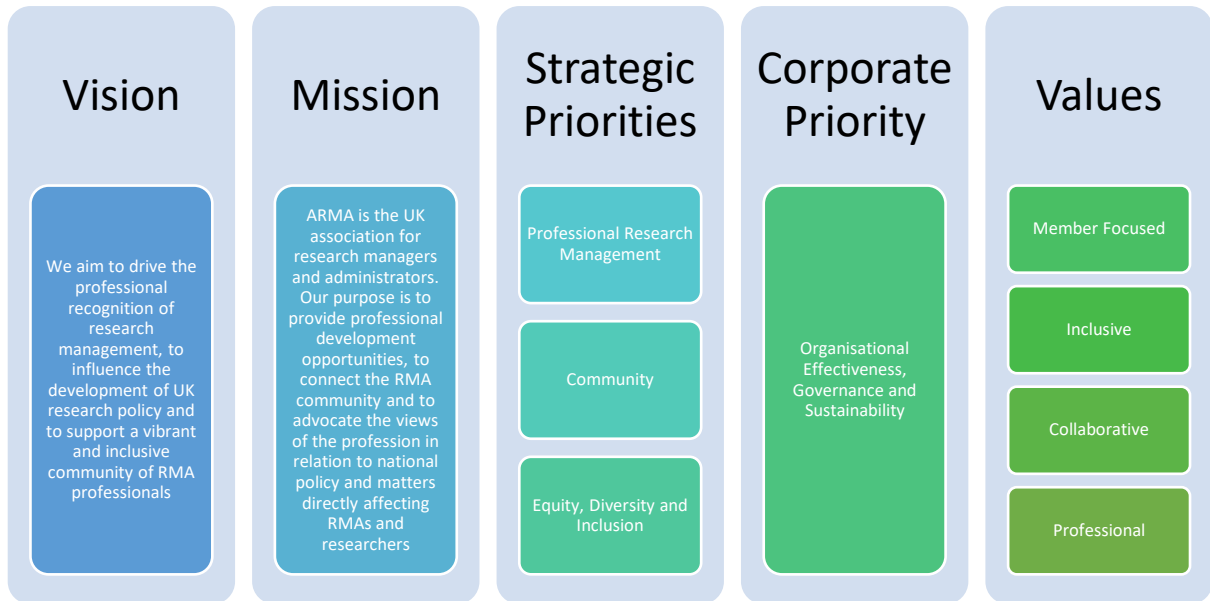 Vision
We aim to drive the
professional
recognition of
research
management, to
influence the
development of UK
research policy and
to support a vibrant
and inclusive
community of RMA
professionals
Mission
ARMA is the UK
association for
research managers
and administrators.
Our purpose is to
provide professional
development
opportunities, to
connect the RMA
community and to
advocate the views
of the profession in
relation to national
policy and matters
directly affecting
RMAs and
researchers
Strategic
Priorities
Professional Research
Management
Community
Equity, Diversity and
Inclusion
Corporate
Priority
Organisational
Effectiveness,
Governance and
Sustainability
Values
Member Focused
Inclusive
Collaborative
Professional